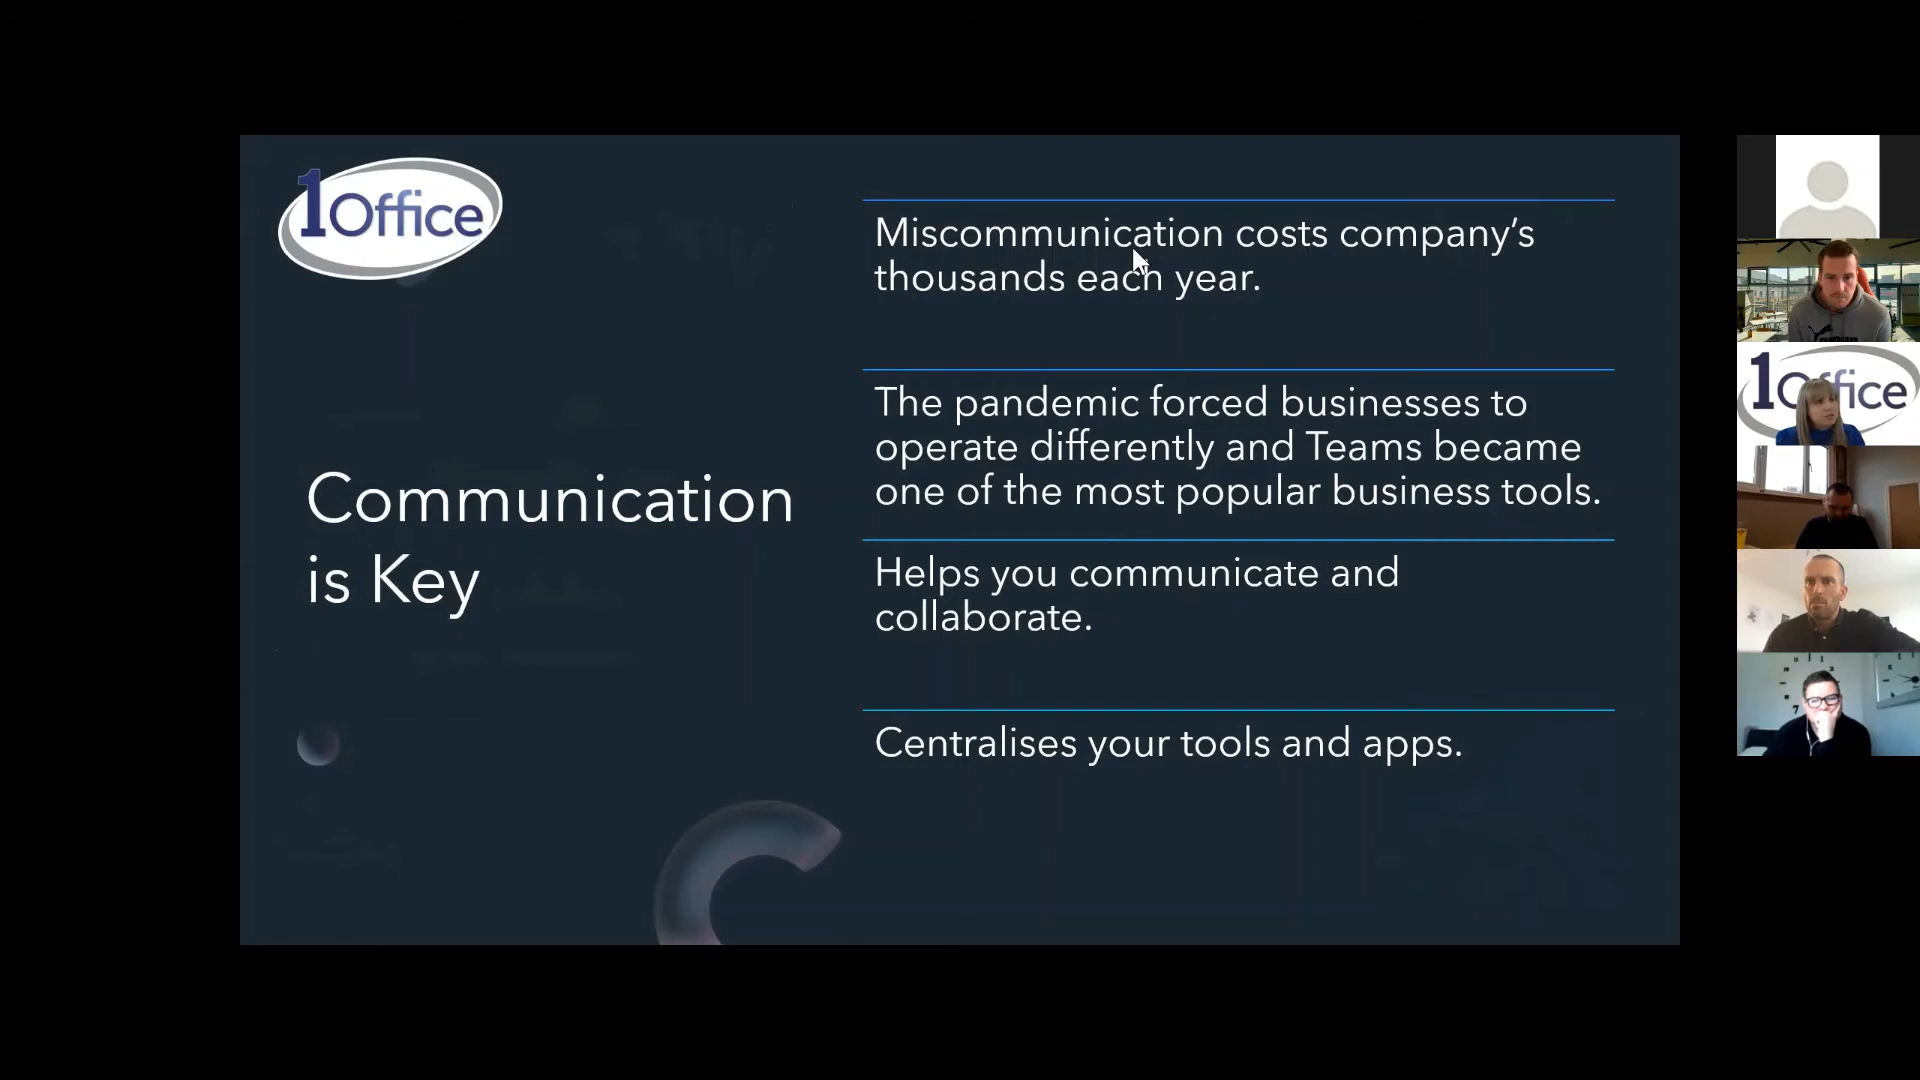 1Office
Miscommunication costs company’s
thousands each year.
The pandemic forced businesses to
operate differently and Teams became
one of the most popular business tools.
Communication
is Key
Helps you communicate and
collaborate.
Centralises your tools and apps.
1Office